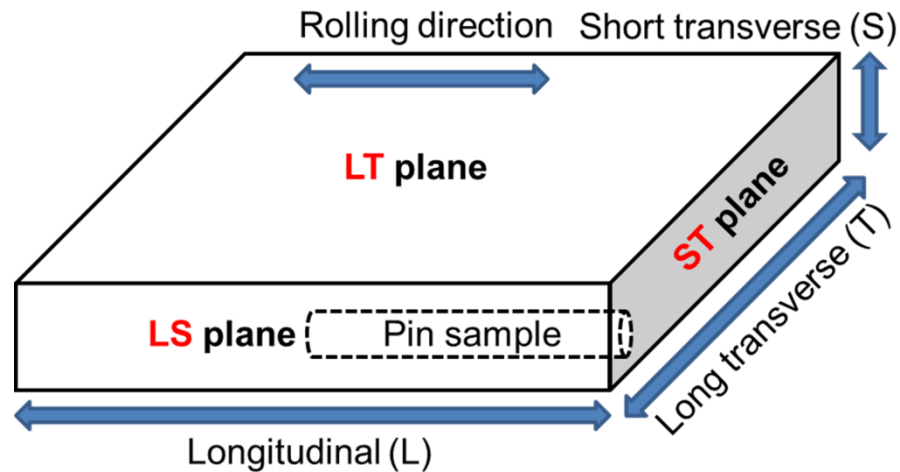 Rolling direction
Short transverse (S)
LT plane
ST plane
LS plane
Pin sample
Long transverse (T)
Longitudinal (L)